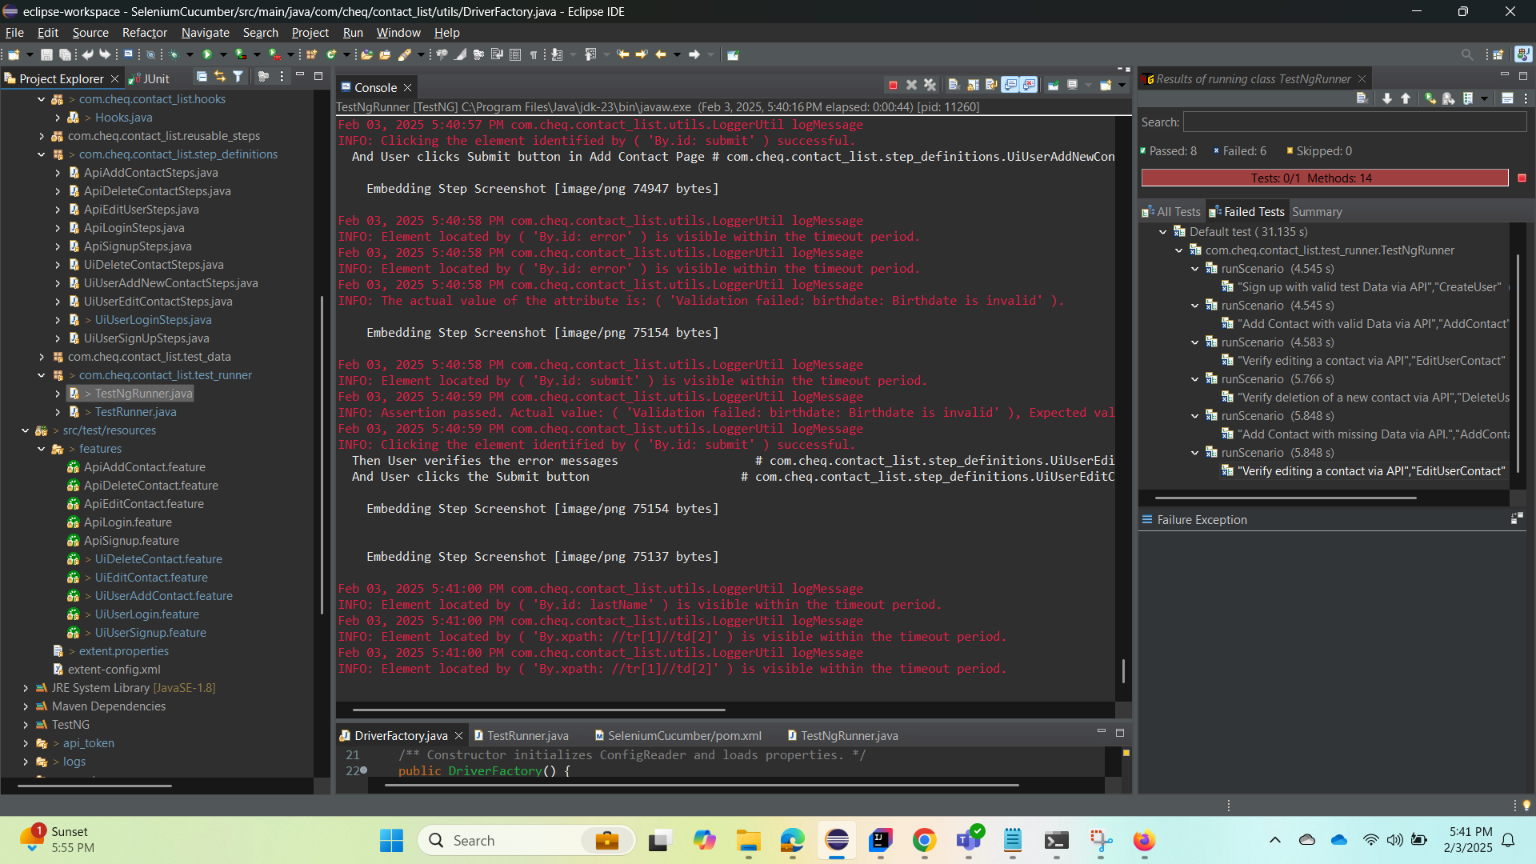 eclipse-workspace - SeleniumCucumber/src/main/java/com/cheq/contact_list/utils/DriverFactory.java - Eclipse IDE
File Edit Source Refactor Navigate Search Project Run Window Help
Project Explorer
JUnit
> com.cheq.contact_list.hooks
> Hooks.java
com.cheq.contact_list.reusable_steps
> com.cheq.contact_list.step_definitions
ApiAddContactSteps.java
ApiDeleteContactSteps.java
ApiEditUserSteps.java
ApiLoginSteps.java
ApiSignupSteps.java
UiDeleteContactSteps.java
UiUserAddNewContactSteps.java
UiUserEditContactSteps.java
> UiUserLoginSteps.java
UiUserSignUpSteps.java
com.cheq.contact_list.test_data
> com.cheq.contact_list.test_runner
> TestNgRunner.java
> TestRunner.java
> src/test/resources
> features
ApiAddContact.feature
ApiDeleteContact.feature
ApiEditContact.feature
ApiLogin.feature
ApiSignup.feature
> UiDeleteContact.feature
> UiEditContact.feature
> UiUserAddContact.feature
> UiUserLogin.feature
> UiUserSignup.feature
> extent.properties
extent-config.xml
JRE System Library [JavaSE-1.8]
Maven Dependencies
TestNG
> api_token
> logs
Console
TestNgRunner [TestNG] C:\Program Files\Java\jdk-23\bin\javaw.exe (Feb 3, 2025, 5:40:16 PM elapsed: 0:00:44) [pid: 11260]
Feb 03, 2025 5:40:57 PM com.cheq.contact_list.utils.LoggerUtil logMessage
INFO: Clicking the element identified by ( 'By.id: submit' ) successful.
And User clicks Submit button in Add Contact Page # com.cheq.contact_list.step_definitions.UiUserAddNewCon
Embedding Step Screenshot [image/png 74947 bytes]
Feb 03, 2025 5:40:58 PM com.cheq.contact_list.utils.LoggerUtil logMessage
INFO: Element located by ( 'By.id: error' ) is visible within the timeout period.
Feb 03, 2025 5:40:58 PM com.cheq.contact_list.utils.LoggerUtil logMessage
INFO: Element located by ( 'By.id: error' ) is visible within the timeout period.
Feb 03, 2025 5:40:58 PM com.cheq.contact_list.utils.LoggerUtil logMessage
INFO: The actual value of the attribute is: ( 'Validation failed: birthdate: Birthdate is invalid' ).
Embedding Step Screenshot [image/png 75154 bytes]
Feb 03, 2025 5:40:58 PM com.cheq.contact_list.utils.LoggerUtil logMessage
INFO: Element located by ( 'By.id: submit' ) is visible within the timeout period.
Feb 03, 2025 5:40:59 PM com.cheq.contact_list.utils.LoggerUtil logMessage
INFO: Assertion passed. Actual value: ( 'Validation failed: birthdate: Birthdate is invalid' ), Expected val
Feb 03, 2025 5:40:59 PM com.cheq.contact_list.utils.LoggerUtil logMessage
INFO: Clicking the element identified by ( 'By.id: submit' ) successful.
Then User verifies the error messages # com.cheq.contact_list.step_definitions.UiUserEdi
And User clicks the Submit button # com.cheq.contact_list.step_definitions.UiUserEditC
Embedding Step Screenshot [image/png 75154 bytes]
Embedding Step Screenshot [image/png 75137 bytes]
Feb 03, 2025 5:41:00 PM com.cheq.contact_list.utils.LoggerUtil logMessage
INFO: Element located by ( 'By.id: lastName' ) is visible within the timeout period.
Feb 03, 2025 5:41:00 PM com.cheq.contact_list.utils.LoggerUtil logMessage
INFO: Element located by ( 'By.xpath: //tr[1]//td[2]' ) is visible within the timeout period.
Feb 03, 2025 5:41:00 PM com.cheq.contact_list.utils.LoggerUtil logMessage
INFO: Element located by ( 'By.xpath: //tr[1]//td[2]' ) is visible within the timeout period.
DriverFactory.java TestRunner.java SeleniumCucumber/pom.xml TestNgRunner.java
21 /** Constructor initializes ConfigReader and loads properties. */
22 public DriverFactory() {
Results of running class TestNgRunner
Search:
Passed: 8 Failed: 6 Skipped: 0
Tests: 0/1 Methods: 14
All Tests Failed Tests Summary
Default test ( 31.135 s)
com.cheq.contact_list.test_runner.TestNgRunner
runScenario (4.545 s)
"Sign up with valid test Data via API","CreateUser" (
runScenario (4.545 s)
"Add Contact with valid Data via API","AddContact"
runScenario (4.583 s)
"Verify editing a contact via API","EditUserContact"
runScenario (5.766 s)
"Verify deletion of a new contact via API","DeleteUs
runScenario (5.848 s)
"Add Contact with missing Data via API.","AddConta
runScenario (5.848 s)
"Verify editing a contact via API","EditUserContact"
Failure Exception
1
Sunset
5:55 PM
Search
5:41 PM
2/3/2025